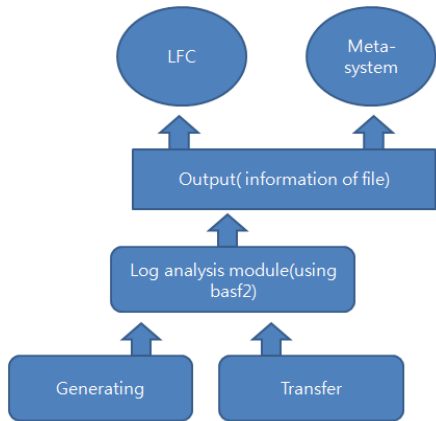 LFC
Meta-
system
Output( information of file)
Log analysis module(using
basf2)
Generating
Transfer